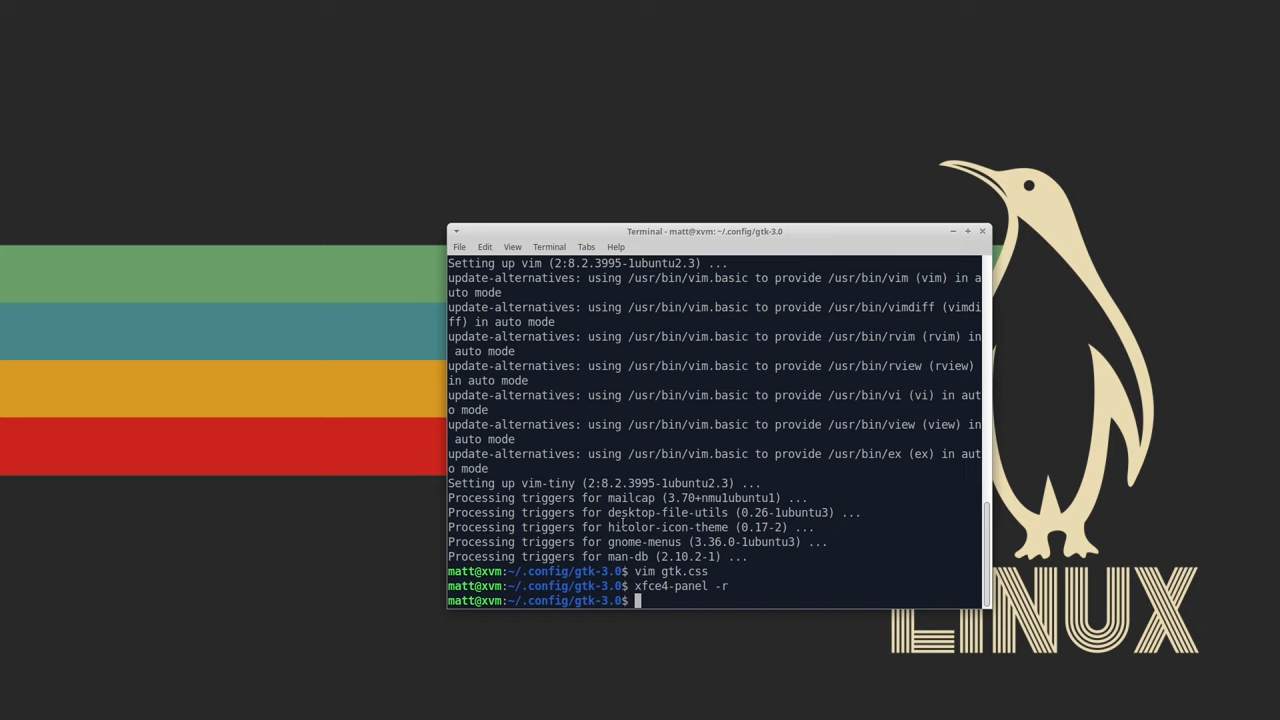 Terminal - matt@xvm: ~/.config/gtk-3.0
File Edit View Terminal Tabs Help
Setting up vim (2:8.2.3995-1ubuntu2.3) ...
update-alternatives: using /usr/bin/vim.basic to provide /usr/bin/vim (vim) in a
uto mode
update-alternatives: using /usr/bin/vim.basic to provide /usr/bin/vimdiff (vimdi
ff) in auto mode
update-alternatives: using /usr/bin/vim.basic to provide /usr/bin/rvim (rvim) in
 auto mode
update-alternatives: using /usr/bin/vim.basic to provide /usr/bin/rview (rview)
in auto mode
update-alternatives: using /usr/bin/vim.basic to provide /usr/bin/vi (vi) in aut
o mode
update-alternatives: using /usr/bin/vim.basic to provide /usr/bin/view (view) in
 auto mode
update-alternatives: using /usr/bin/vim.basic to provide /usr/bin/ex (ex) in aut
o mode
Setting up vim-tiny (2:8.2.3995-1ubuntu2.3) ...
Processing triggers for mailcap (3.70+nmu1ubuntu1) ...
Processing triggers for desktop-file-utils (0.26-1ubuntu3) ...
Processing triggers for hicolor-icon-theme (0.17-2) ...
Processing triggers for gnome-menus (3.36.0-1ubuntu3) ...
Processing triggers for man-db (2.10.2-1) ...
matt@xvm:~/.config/gtk-3.0$ vim gtk.css
matt@xvm:~/.config/gtk-3.0$ xfce4-panel -r
matt@xvm:~/.config/gtk-3.0$
LINUX